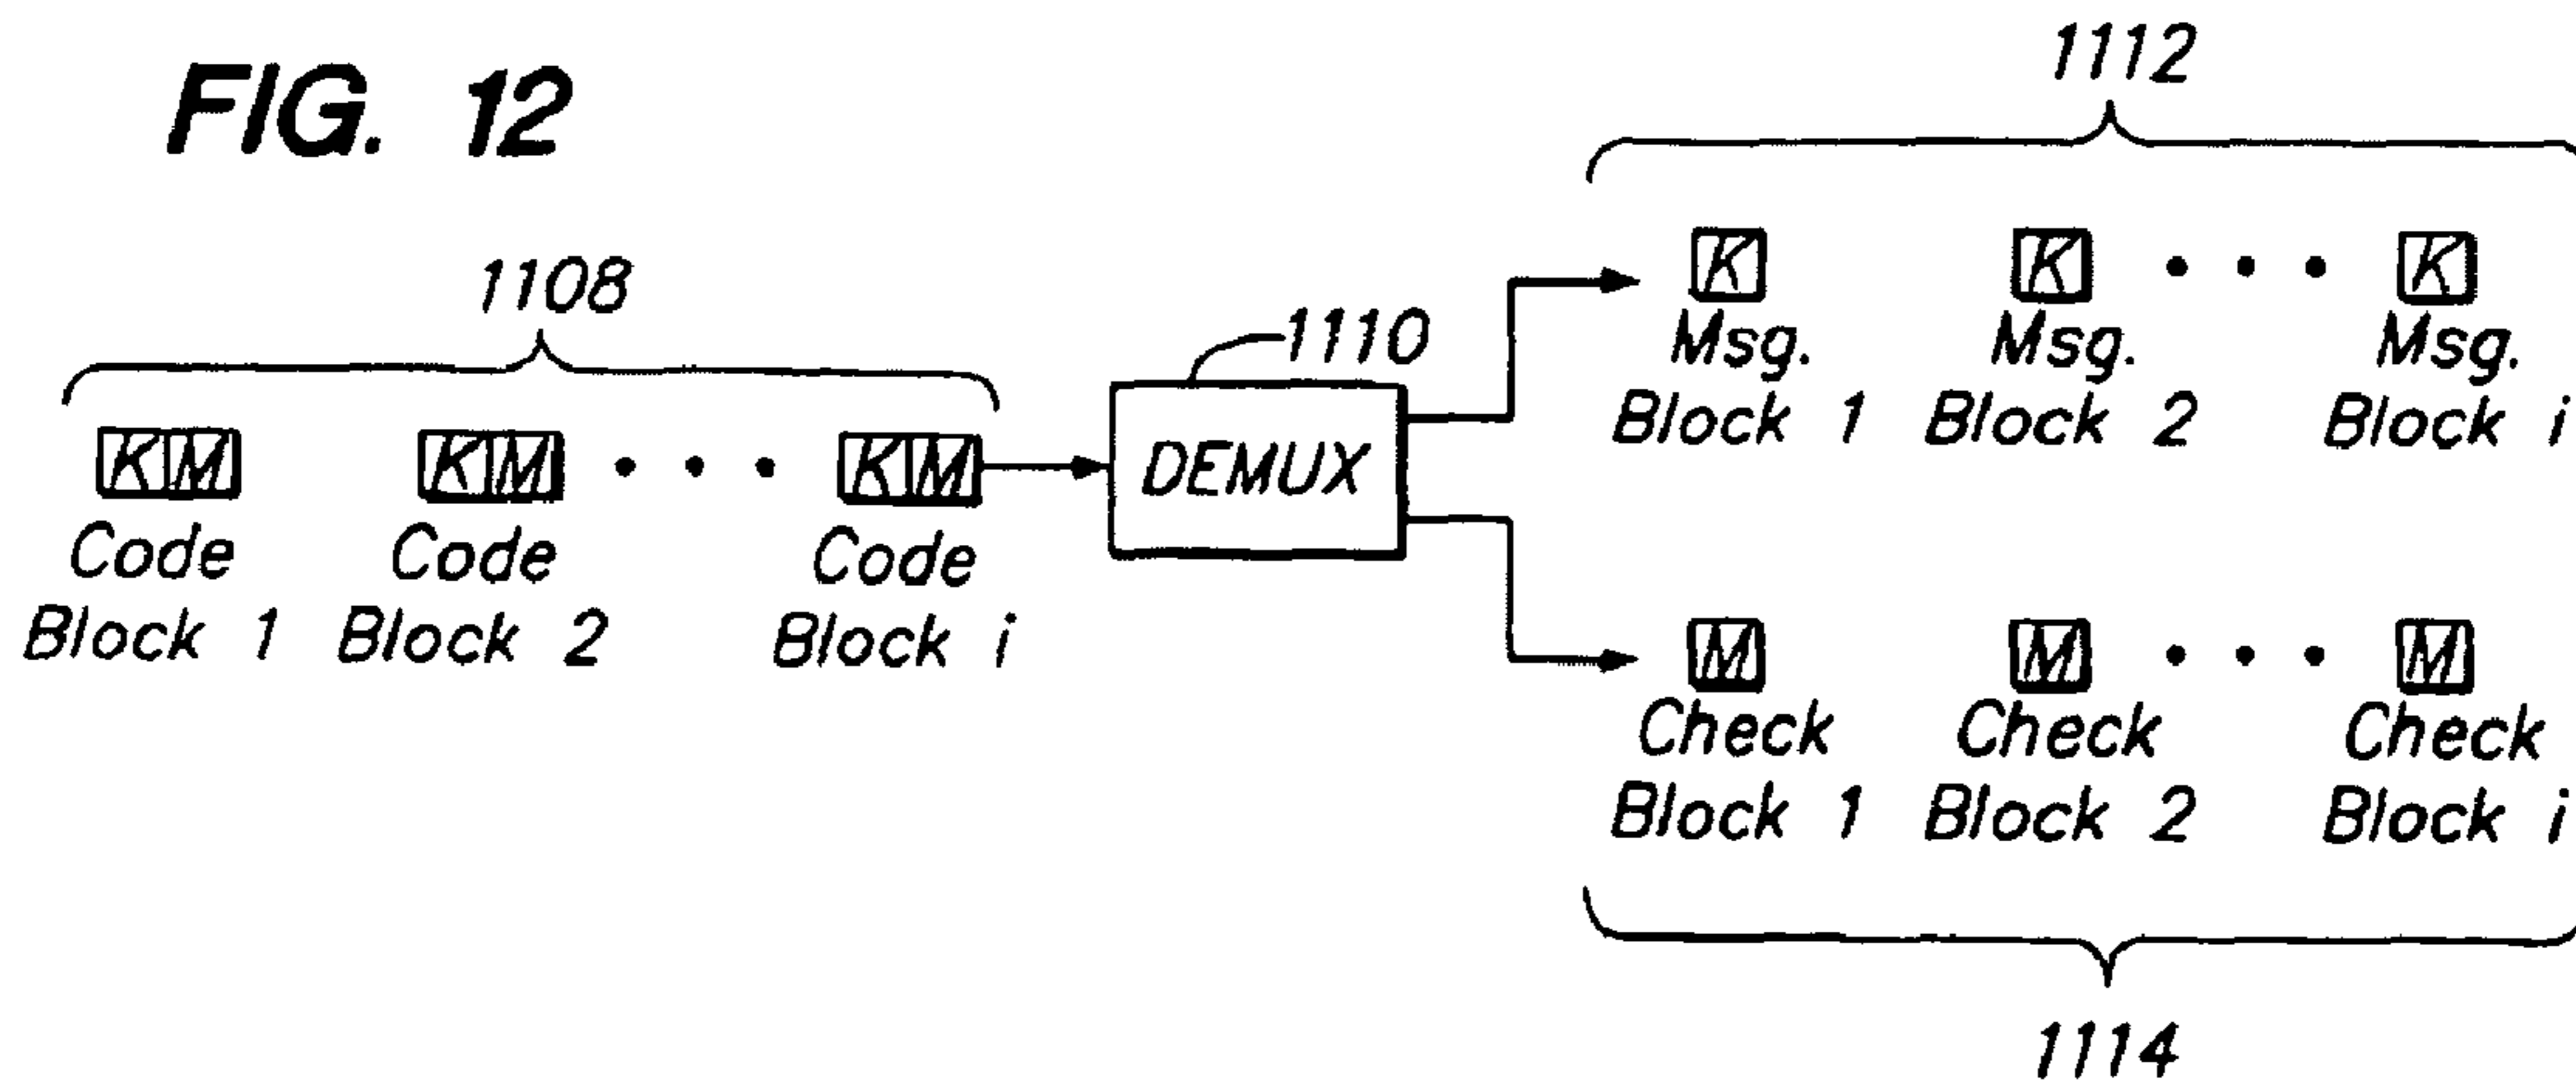 FIG. 12
1108
K M
Code
Block 1
K M
Code
Block 2
K M
Code
Block i
1110
DEMUX
1112
K
Msg.
Block 1
K
Msg.
Block 2
K
Msg.
Block i
M
Check
Block 1
M
Check
Block 2
M
Check
Block i
1114